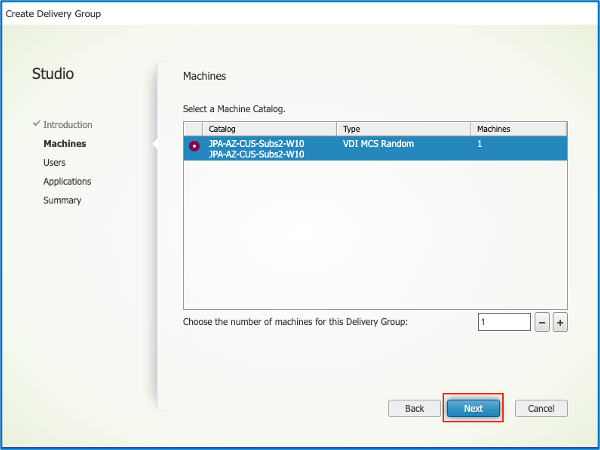 Create Delivery Group
Studio
Introduction
Machines
Users
Applications
Summary
Machines
Select a Machine Catalog.
Catalog Type Machines
JPA-AZ-CUS-Subs2-W10 VDI MCS Random 1
JPA-AZ-CUS-Subs2-W10
Choose the number of machines for this Delivery Group: 1 − +
Back Next Cancel